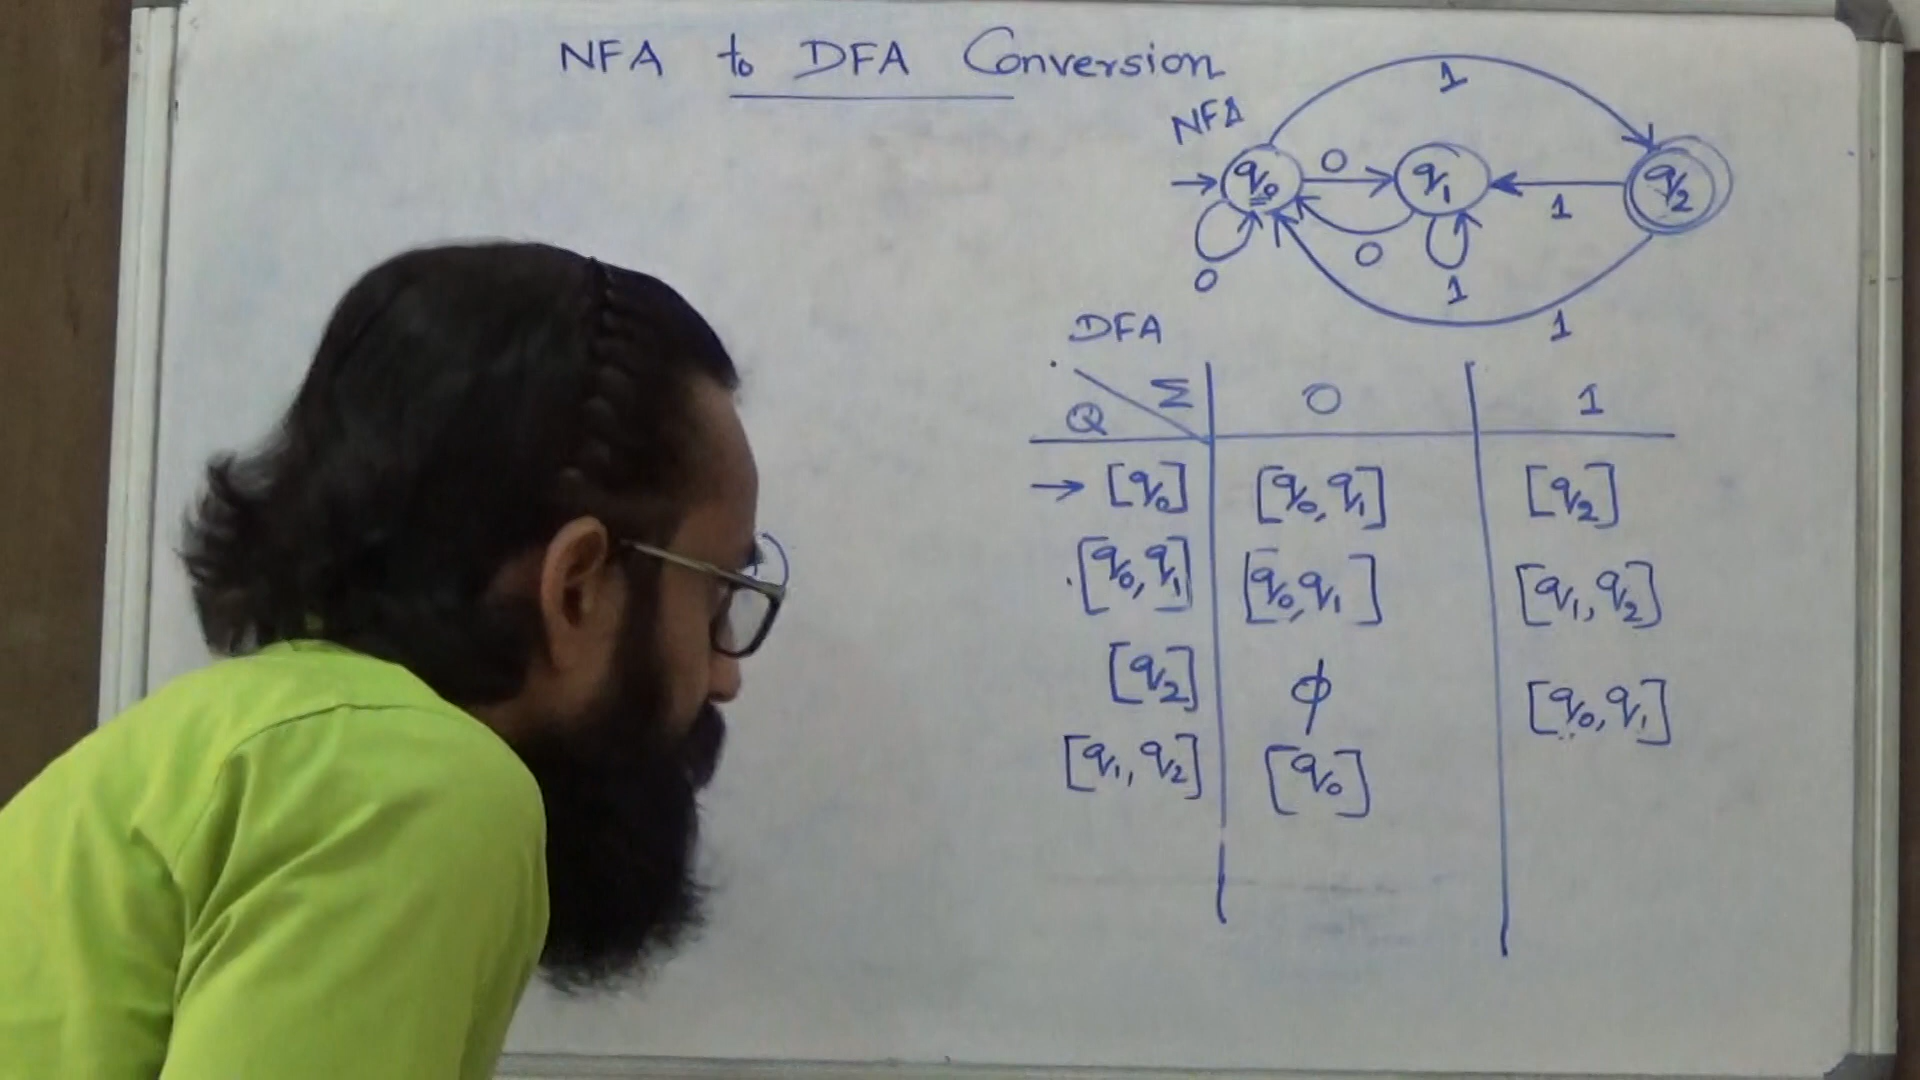 NFA to DFA Conversion
NFA
1
q₀ 0 q₁ 1 q₂
0 0 1 1
DFA
Q Σ 0 1
→ [q₀] [q₀, q₁] [q₂]
[q₀, q₁] [q₀, q₁] [q₁, q₂]
[q₂] ϕ [q₀, q₁]
[q₁, q₂] [q₀]